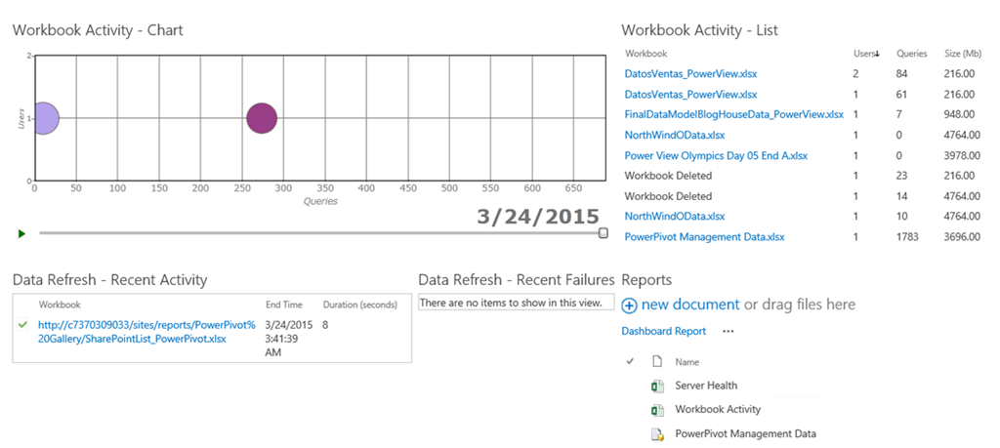 Workbook Activity - Chart
2
Users
1
0
0 50 100 150 200 250 300 350 400 450 500 550 600 650
Queries
3/24/2015
Workbook Activity - List
Workbook Users Queries Size (Mb)
DatosVentas_PowerView.xlsx 2 84 216.00
DatosVentas_PowerView.xlsx 1 61 216.00
FinalDataModelBlogHouseData_PowerView.xlsx 1 7 948.00
NorthWindOData.xlsx 1 0 4764.00
Power View Olympics Day 05 End A.xlsx 1 0 3978.00
Workbook Deleted 1 23 216.00
Workbook Deleted 1 14 4764.00
NorthWindOData.xlsx 1 10 4764.00
PowerPivot Management Data.xlsx 1 1783 3696.00
Data Refresh - Recent Activity
Workbook End Time Duration (seconds)
http://c7370309033/sites/reports/PowerPivot% 3/24/2015 8
20Gallery/SharePointList_PowerPivot.xlsx 3:41:39
AM
Data Refresh - Recent Failures
There are no items to show in this view.
Reports
new document or drag files here
Dashboard Report ...
Name
Server Health
Workbook Activity
PowerPivot Management Data